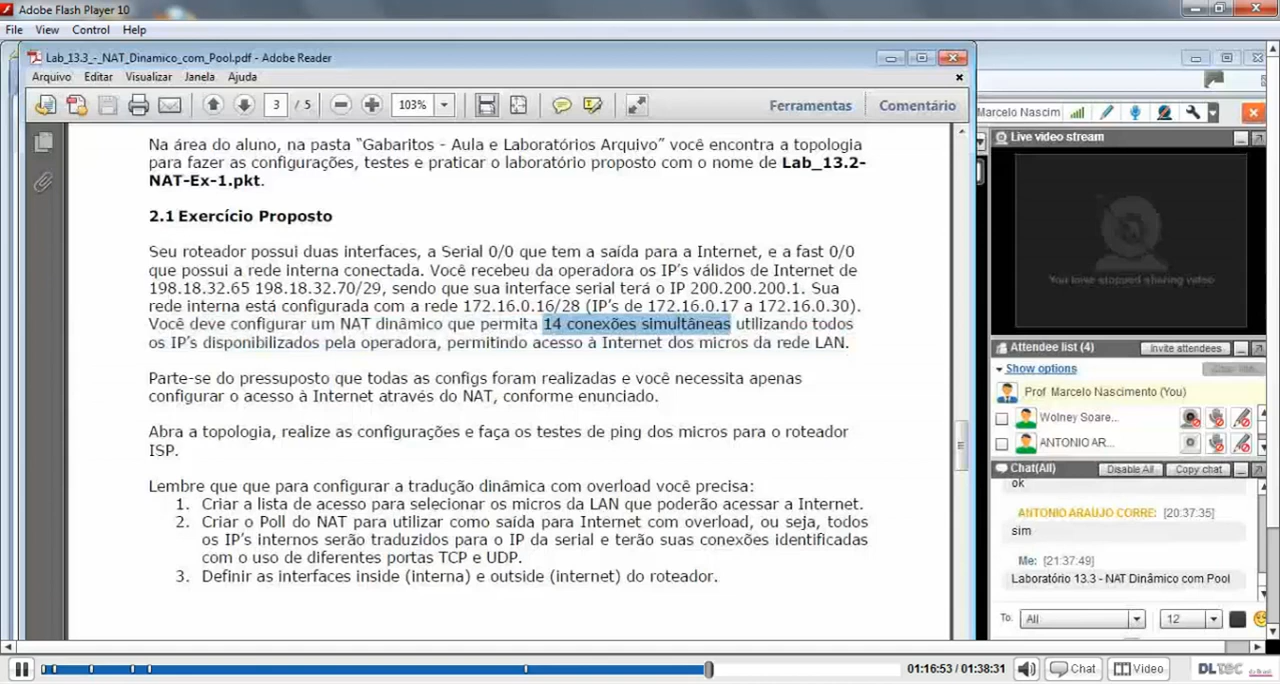 Adobe Flash Player 10
File View Control Help
Lab_13.3_-_NAT_Dinamico_com_Pool.pdf - Adobe Reader
Arquivo Editar Visualizar Janela Ajuda
3 / 5 103% Ferramentas Comentário
Na área do aluno, na pasta “Gabaritos - Aula e Laboratórios Arquivo” você encontra a topologia
para fazer as configurações, testes e praticar o laboratório proposto com o nome de Lab_13.2-
NAT-Ex-1.pkt.
2.1 Exercício Proposto
Seu roteador possui duas interfaces, a Serial 0/0 que tem a saída para a Internet, e a fast 0/0
que possui a rede interna conectada. Você recebeu da operadora os IP’s válidos de Internet de
198.18.32.65 198.18.32.70/29, sendo que sua interface serial terá o IP 200.200.200.1. Sua
rede interna está configurada com a rede 172.16.0.16/28 (IP’s de 172.16.0.17 a 172.16.0.30).
Você deve configurar um NAT dinâmico que permita 14 conexões simultâneas utilizando todos
os IP’s disponibilizados pela operadora, permitindo acesso à Internet dos micros da rede LAN.
Parte-se do pressuposto que todas as configs foram realizadas e você necessita apenas
configurar o acesso à Internet através do NAT, conforme enunciado.
Abra a topologia, realize as configurações e faça os testes de ping dos micros para o roteador
ISP.
Lembre que que para configurar a tradução dinâmica com overload você precisa:
1. Criar a lista de acesso para selecionar os micros da LAN que poderão acessar a Internet.
2. Criar o Poll do NAT para utilizar como saída para Internet com overload, ou seja, todos
os IP’s internos serão traduzidos para o IP da serial e terão suas conexões identificadas
com o uso de diferentes portas TCP e UDP.
3. Definir as interfaces inside (interna) e outside (internet) do roteador.
Marcelo Nascim
Live video stream
You have stopped sharing video
Attendee list (4) Invite attendees
Show options
Prof Marcelo Nascimento (You)
Wolney Soare...
ANTONIO AR...
Chat(All) Disable All Copy chat
ok
ANTONIO ARAUJO CORRE: [20:37:35]
sim
Me: [21:37:49]
Laboratório 13.3 - NAT Dinâmico com Pool
To: All 12
01:16:53 / 01:38:31 Chat Video DLTEC